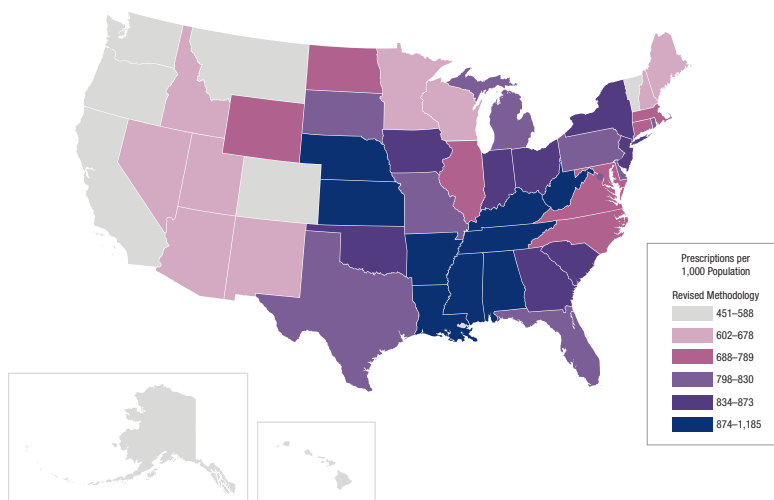 Prescriptions per
1,000 Population
Revised Methodology
451–588
602–678
688–789
798–830
834–873
874–1,185